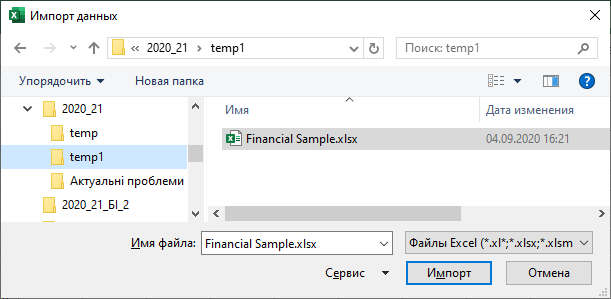 Импорт данных
« 2020_21 › temp1
Поиск: temp1
Упорядочить
Новая папка
2020_21
temp
temp1
Актуальні проблеми
2020_21_БІ_2
Имя
Дата изменения
Financial Sample.xlsx
04.09.2020 16:21
Имя файла:
Financial Sample.xlsx
Файлы Excel (*.xl*;*.xlsx;*.xlsm
Сервис
Импорт
Отмена